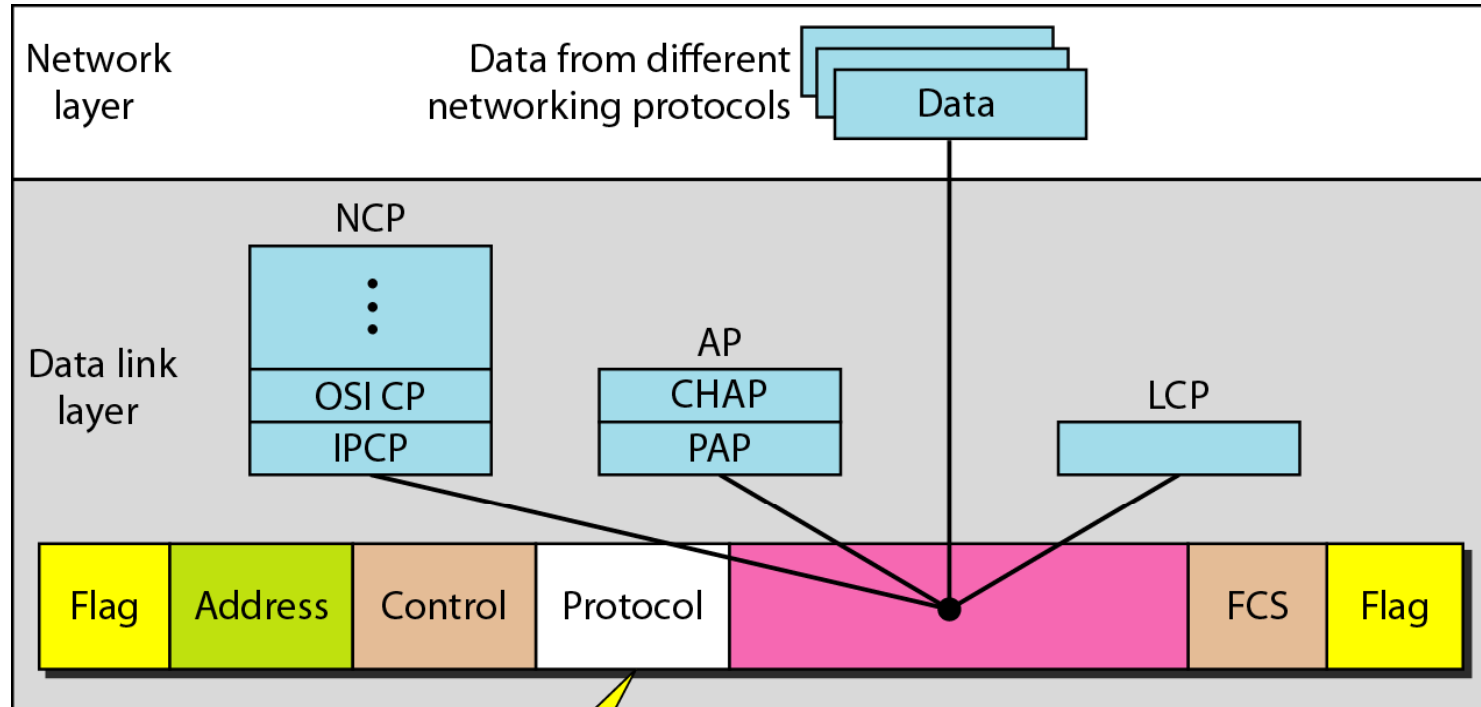 Network
layer
Data from different
networking protocols
Data
NCP
Data link
layer
OSI CP
IPCP
AP
CHAP
PAP
LCP
Flag
Address
Control
Protocol
FCS
Flag